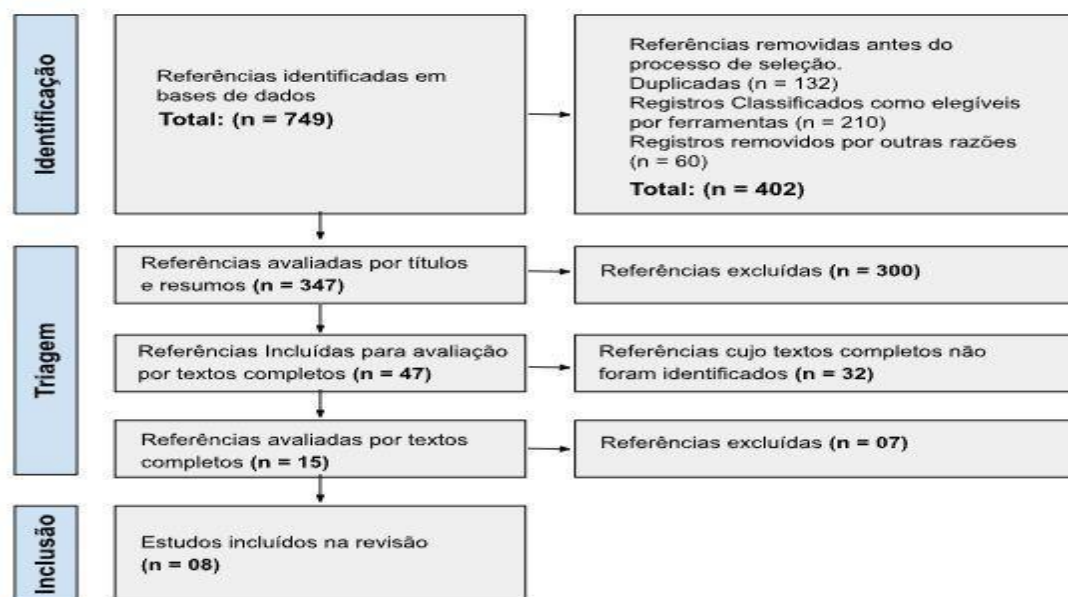 Identificação
Referências identificadas em
bases de dados
Total: (n = 749)
Referências removidas antes do
processo de seleção.
Duplicadas (n = 132)
Registros Classificados como elegíveis
por ferramentas (n = 210)
Registros removidos por outras razões
(n = 60)
Total: (n = 402)
Triagem
Referências avaliadas por títulos
e resumos (n = 347)
Referências excluídas (n = 300)
Referências Incluídas para avaliação
por textos completos (n = 47)
Referências cujo textos completos não
foram identificados (n = 32)
Referências avaliadas por textos
completos (n = 15)
Referências excluídas (n = 07)
Inclusão
Estudos incluídos na revisão
(n = 08)